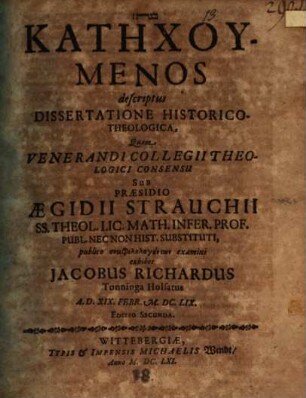 13
ΚΑΤΗΧΟΥ-
ΜΕΝΟΣ
descriptus
DISSERTATIONE HISTORICO-
THEOLOGICA,
Quam
VENERANDI COLLEGII THEO-
LOGICI CONSENSU
SUB
PRÆSIDIO
ÆGIDII STRAUCHII
SS. THEOL. LIC. MATH. INFER. PROF.
PUBL. NEC NON HIST. SUBSTITUTI,
publico examini
exhibet
JACOBUS RICHARDUS
Tonninga Holsatus
A.D. XIX. FEBR. M. DC. LIX.
EDITIO SECUNDA.
WITTEBERGIÆ,
TYPIS & IMPENSIS MICHAELIS Wendt/
Anno M. DC. LXI.
18.